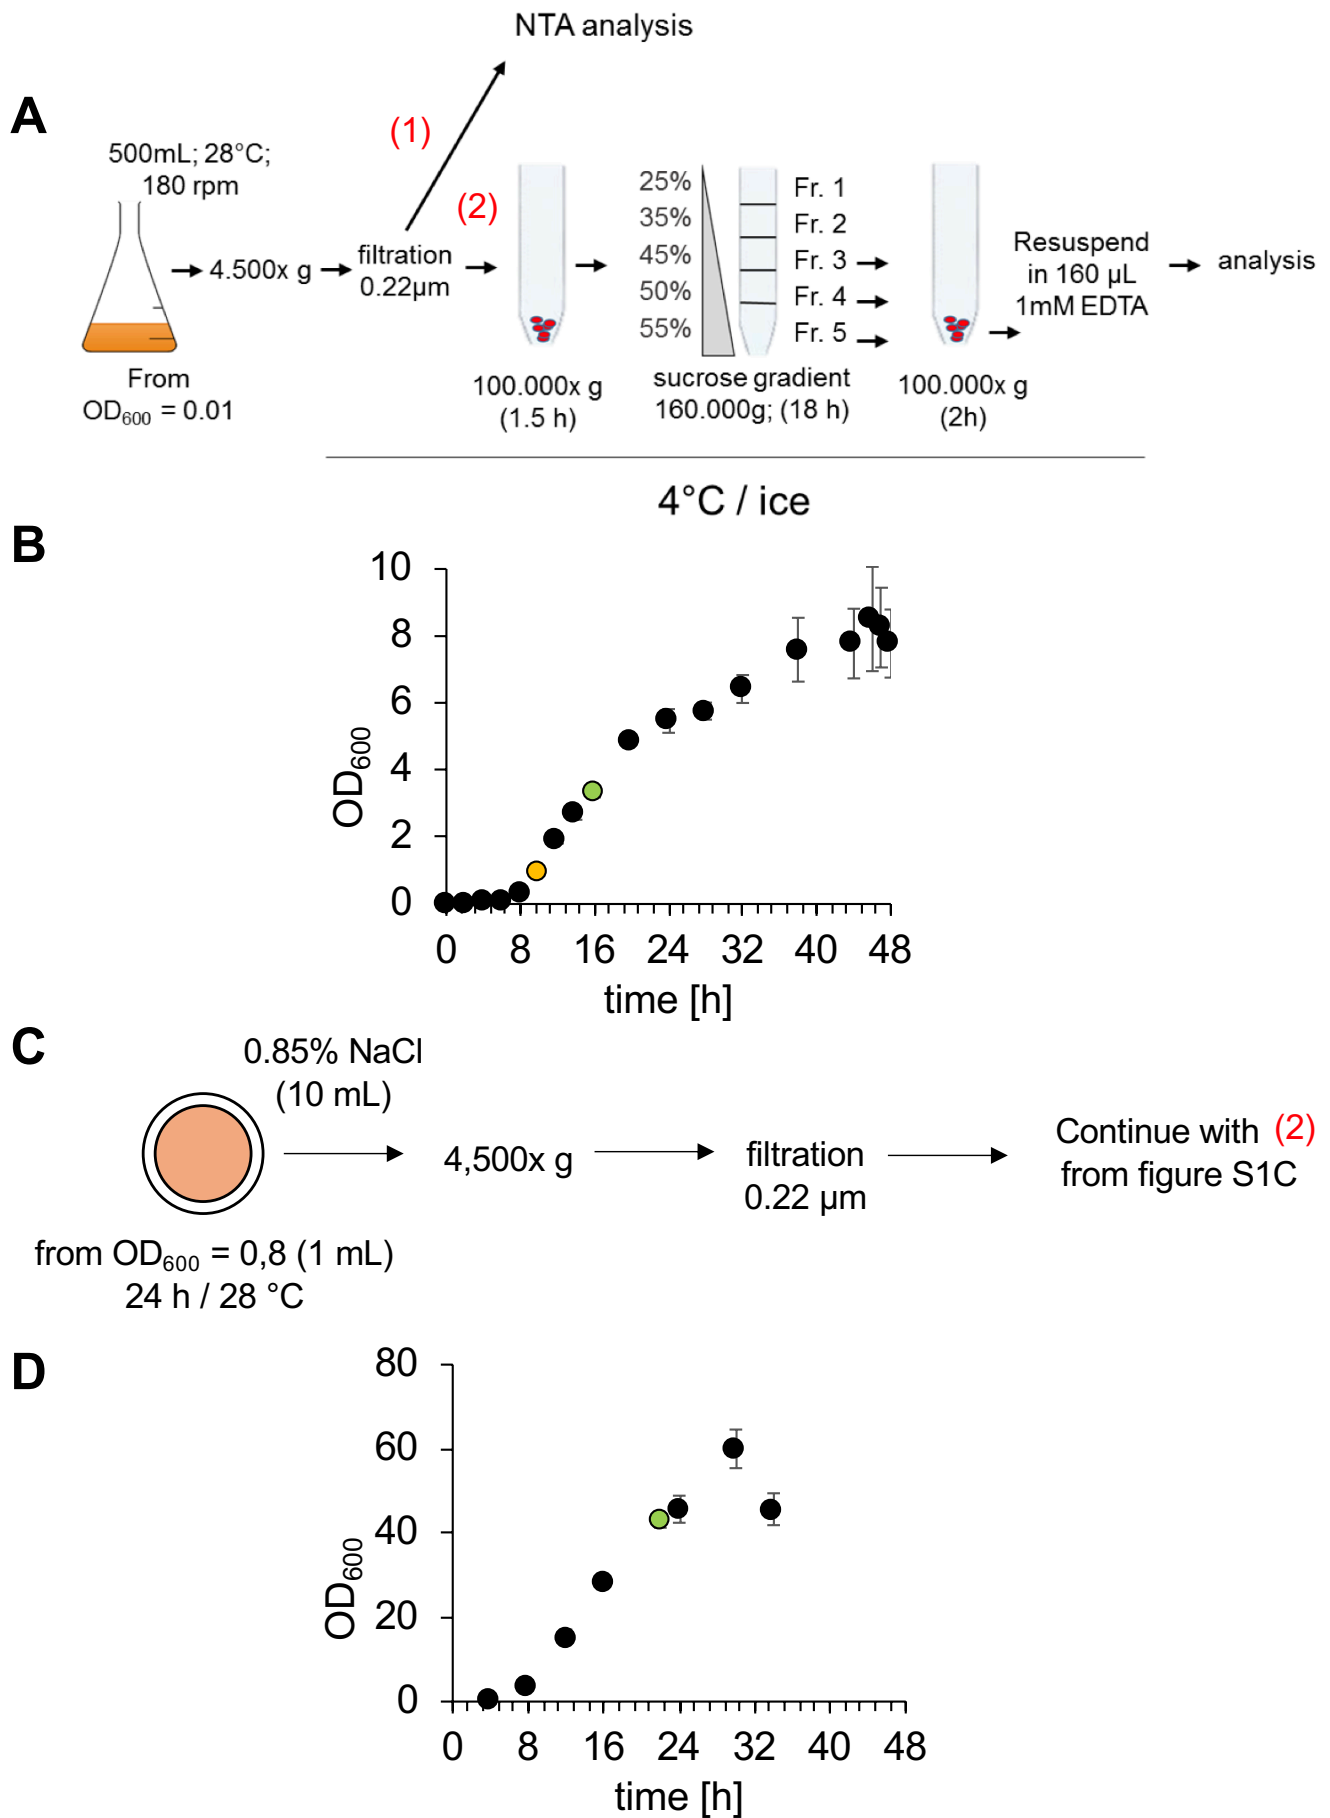 NTA analysis
A
(1)
500mL; 28°C;
180 rpm
(2)
4.500x g
filtration
0.22µm
From
OD600 = 0.01
100.000x g
(1.5 h)
25%
35%
45%
50%
55%
Fr. 1
Fr. 2
Fr. 3
Fr. 4
Fr. 5
sucrose gradient
160.000g; (18 h)
100.000x g
(2h)
Resuspend
in 160 µL
1mM EDTA
analysis
4°C / ice
B
10
8
6
4
2
0
OD600
0 8 16 24 32 40 48
time [h]
C
0.85% NaCl
(10 mL)
4,500x g
filtration
0.22 µm
Continue with (2)
from figure S1C
from OD600 = 0,8 (1 mL)
24 h / 28 °C
D
80
60
40
20
0
OD600
0 8 16 24 32 40 48
time [h]